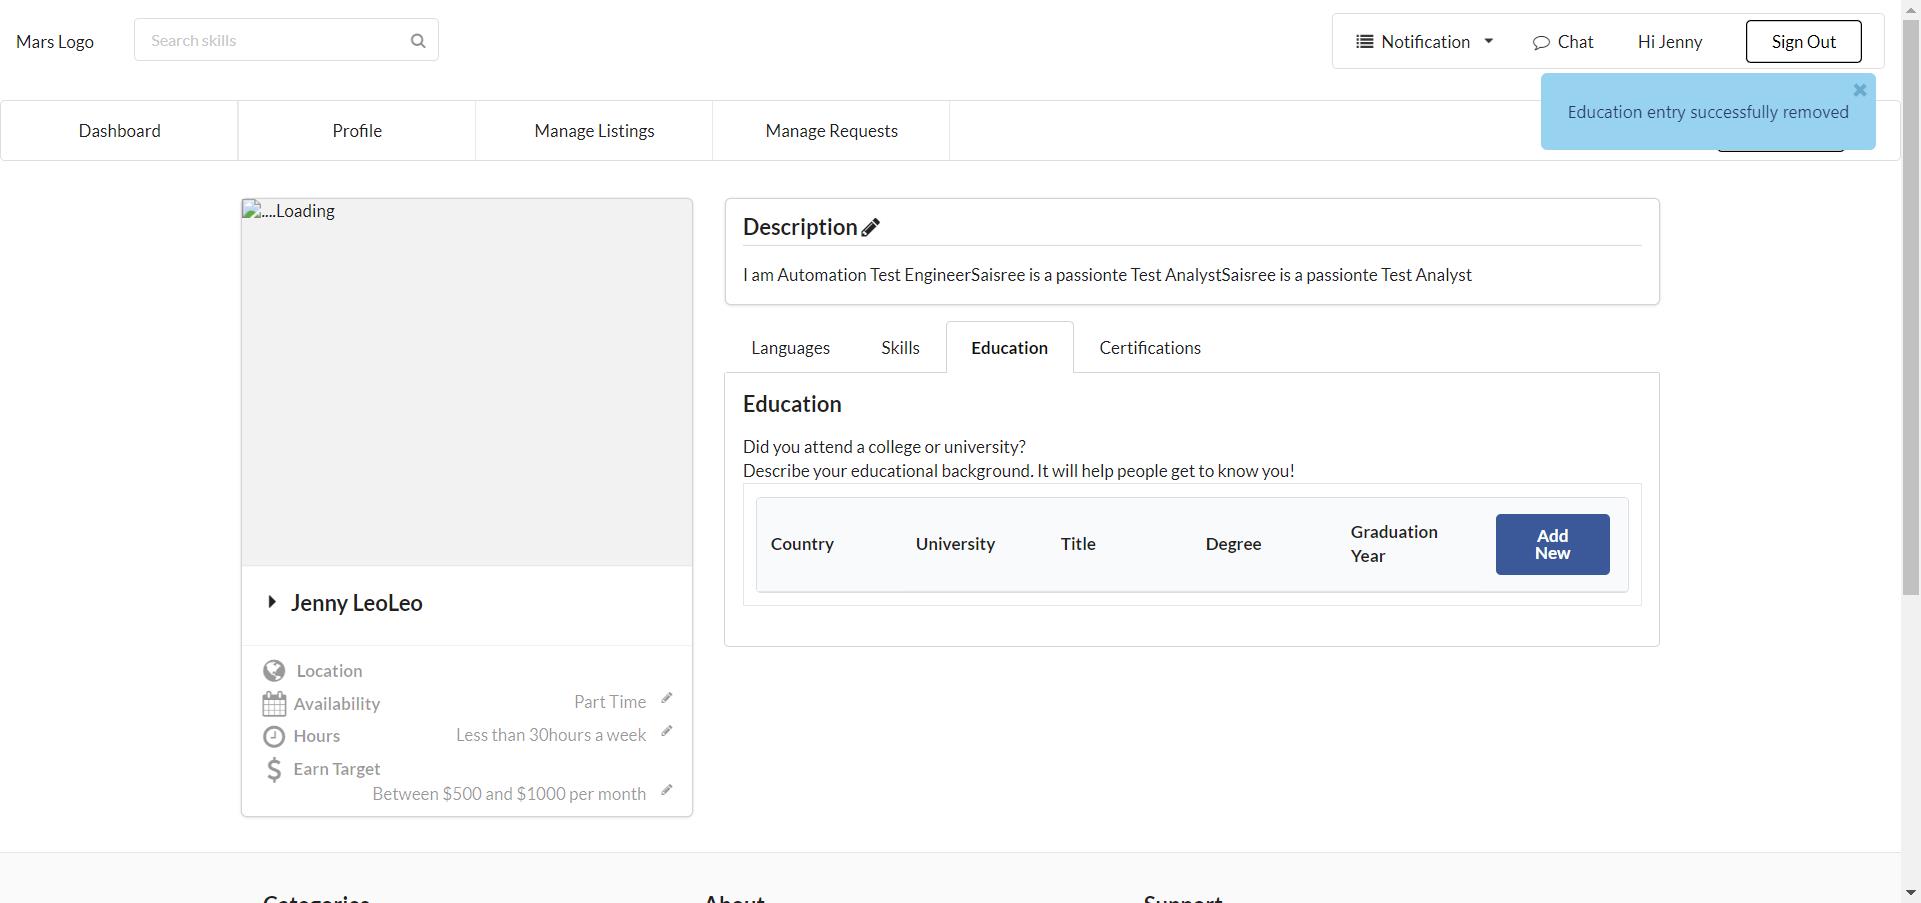 Mars Logo
Search skills
Notification
Chat
Hi Jenny
Sign Out
Education entry successfully removed
Dashboard
Profile
Manage Listings
Manage Requests
....Loading
Jenny LeoLeo
Location
Availability
Part Time
Hours
Less than 30hours a week
Earn Target
Between $500 and $1000 per month
Description
I am Automation Test EngineerSaisree is a passionte Test AnalystSaisree is a passionte Test Analyst
Languages
Skills
Education
Certifications
Education
Did you attend a college or university?
Describe your educational background. It will help people get to know you!
Country
University
Title
Degree
Graduation
Year
Add
New
Categories
About
Support